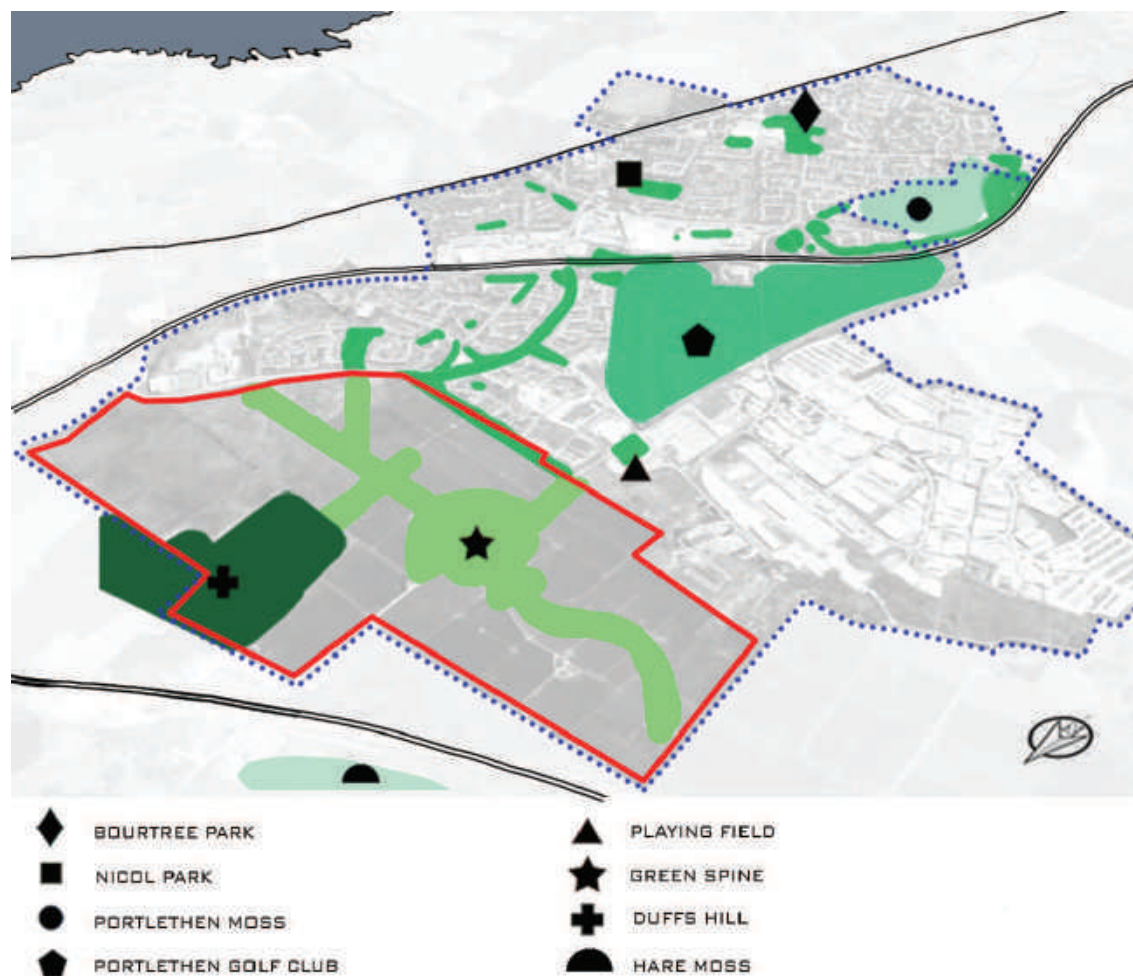 BOURTREE PARK
NICOL PARK
PORTLETHEN MOSS
PORTLETHEN GOLF CLUB
PLAYING FIELD
GREEN SPINE
DUFFS HILL
HARE MOSS